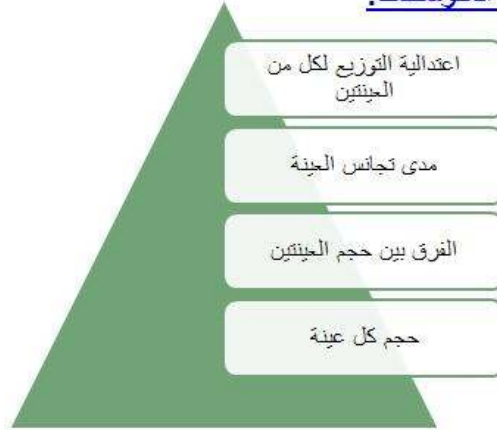 اعتدالية التوزيع لكل من
العينتين
مدى تجانس العينة
الفرق بين حجم العينتين
حجم كل عينة